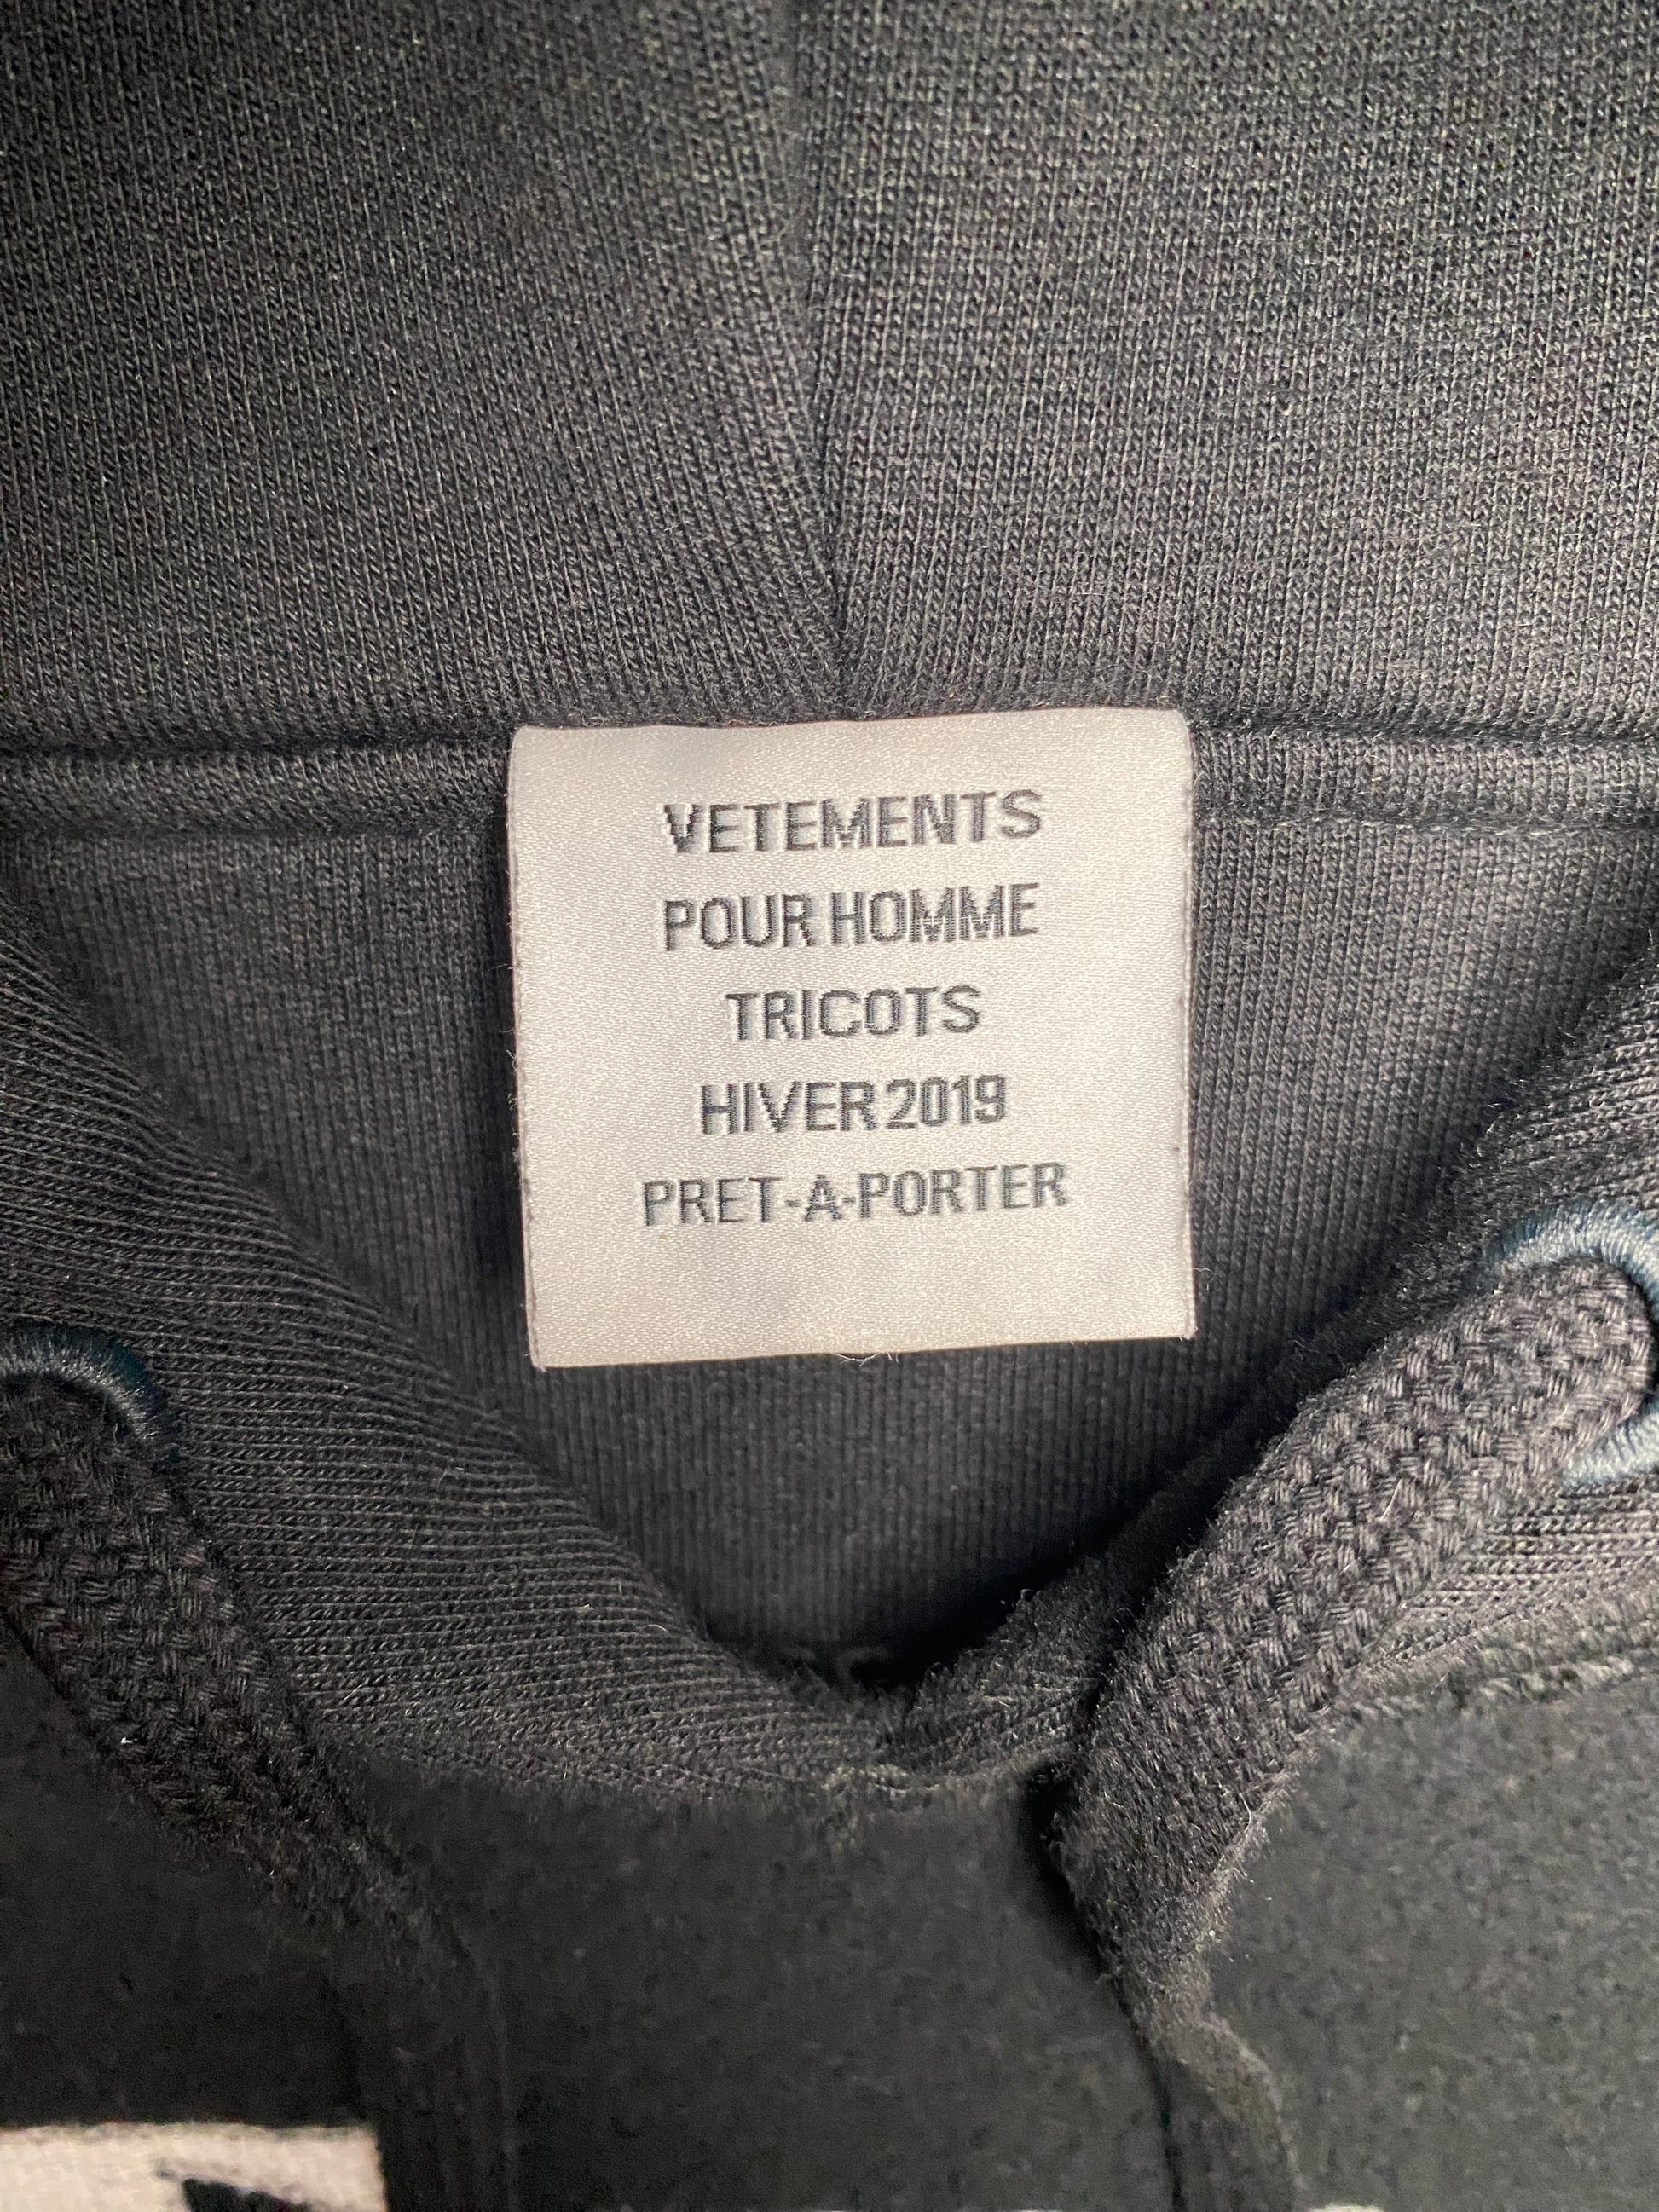 VETEMENTS
POUR HOMME
TRICOTS
HIVER 2019
PRET-A-PORTER